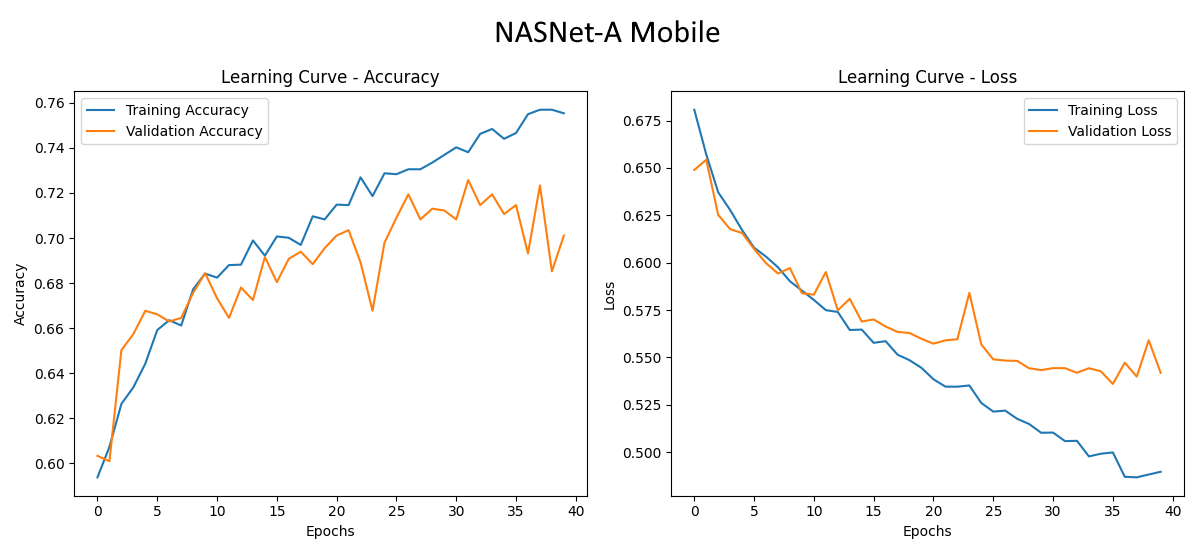 NASNet-A Mobile
Learning Curve - Accuracy
Training Accuracy
Validation Accuracy
0.76
0.74
0.72
0.70
0.68
0.66
0.64
0.62
0.60
Accuracy
0 5 10 15 20 25 30 35 40
Epochs
Learning Curve - Loss
Training Loss
Validation Loss
0.675
0.650
0.625
0.600
0.575
0.550
0.525
0.500
Loss
0 5 10 15 20 25 30 35 40
Epochs